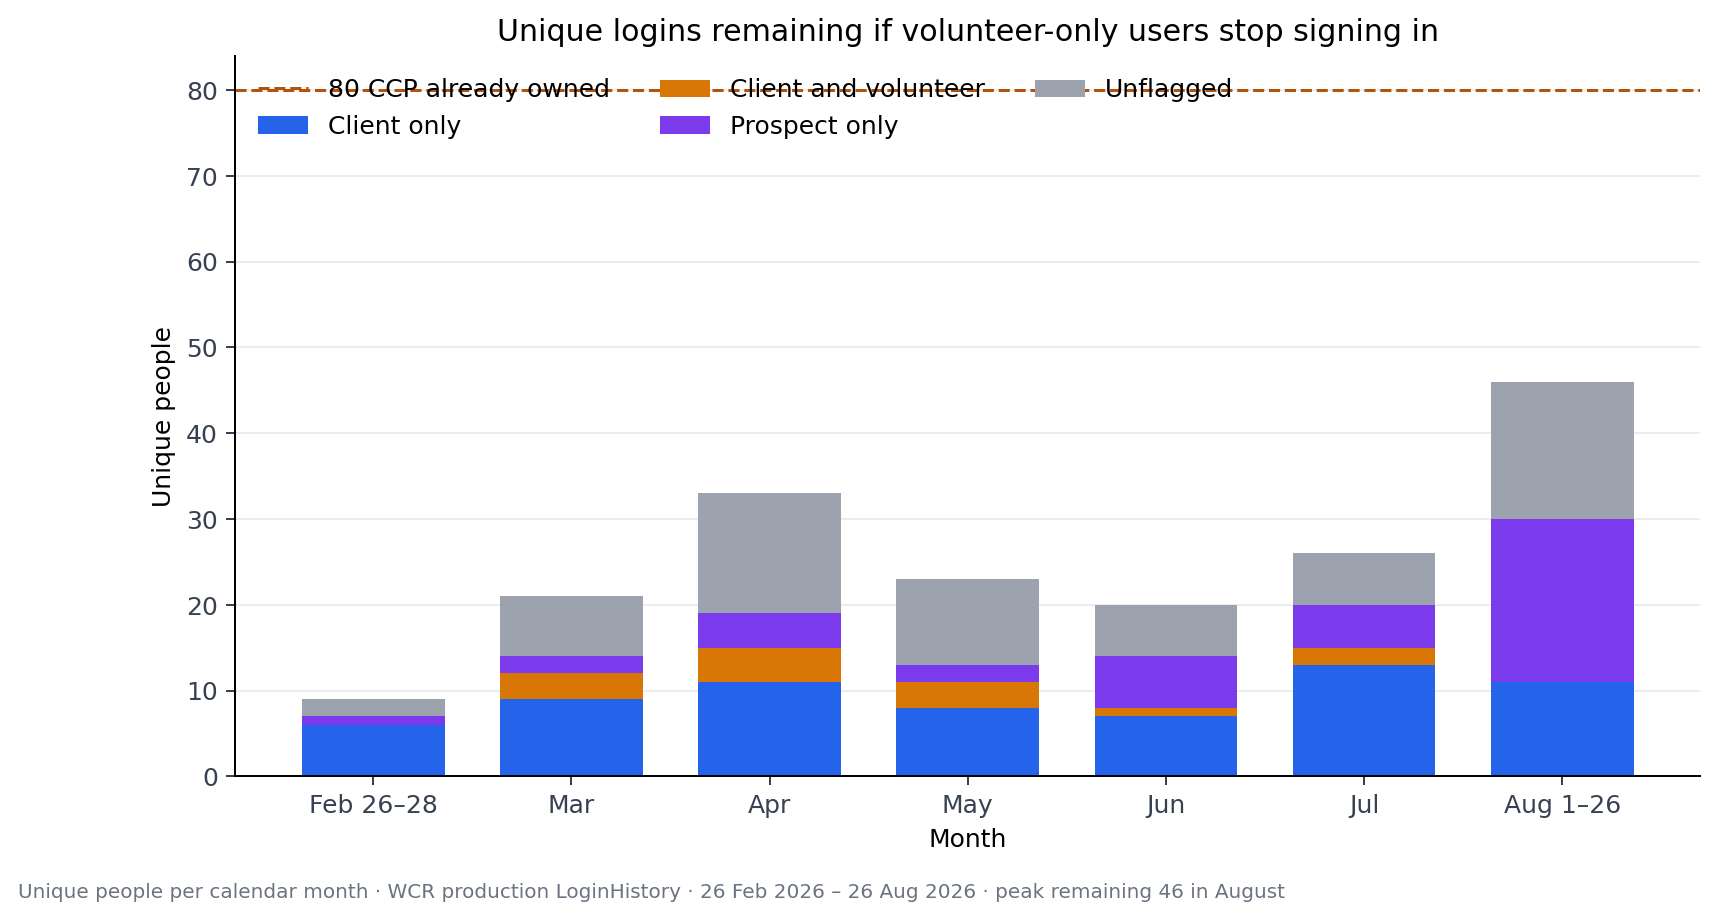 Unique logins remaining if volunteer-only users stop signing in
80 CCP already owned
Client and volunteer
Unflagged
Client only
Prospect only
80
70
60
50
40
30
20
10
0
Unique people
Feb 26–28
Mar
Apr
May
Jun
Jul
Aug 1–26
Month
Unique people per calendar month · WCR production LoginHistory · 26 Feb 2026 – 26 Aug 2026 · peak remaining 46 in August